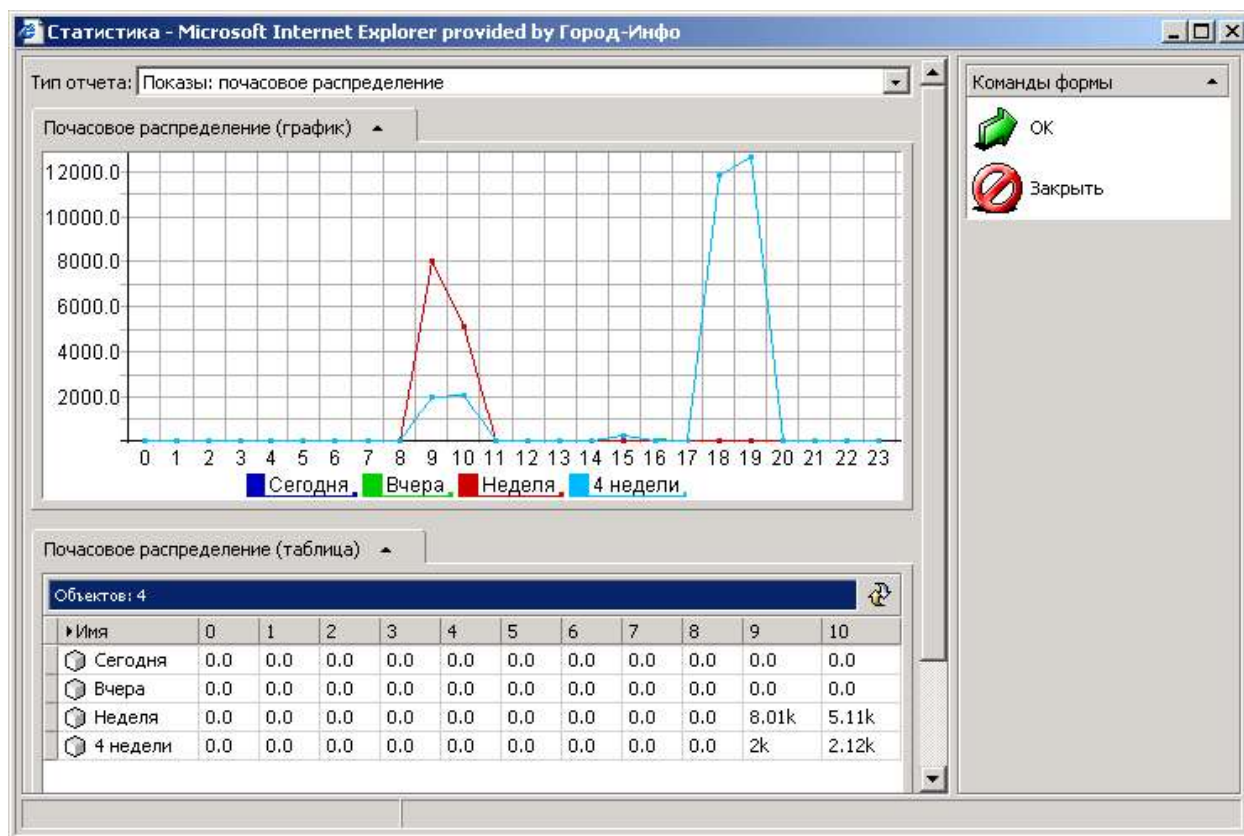 Статистика - Microsoft Internet Explorer provided by Город-Инфо
Тип отчета: Показы: почасовое распределение
Почасовое распределение (график)
12000.0
10000.0
8000.0
6000.0
4000.0
2000.0
0 1 2 3 4 5 6 7 8 9 10 11 12 13 14 15 16 17 18 19 20 21 22 23
Сегодня Вчера Неделя 4 недели
Почасовое распределение (таблица)
Объектов: 4
Имя 0 1 2 3 4 5 6 7 8 9 10
Сегодня 0.0 0.0 0.0 0.0 0.0 0.0 0.0 0.0 0.0 0.0 0.0
Вчера 0.0 0.0 0.0 0.0 0.0 0.0 0.0 0.0 0.0 0.0 0.0
Неделя 0.0 0.0 0.0 0.0 0.0 0.0 0.0 0.0 0.0 8.01k 5.11k
4 недели 0.0 0.0 0.0 0.0 0.0 0.0 0.0 0.0 0.0 2k 2.12k
Команды формы
ОК
Закрыть